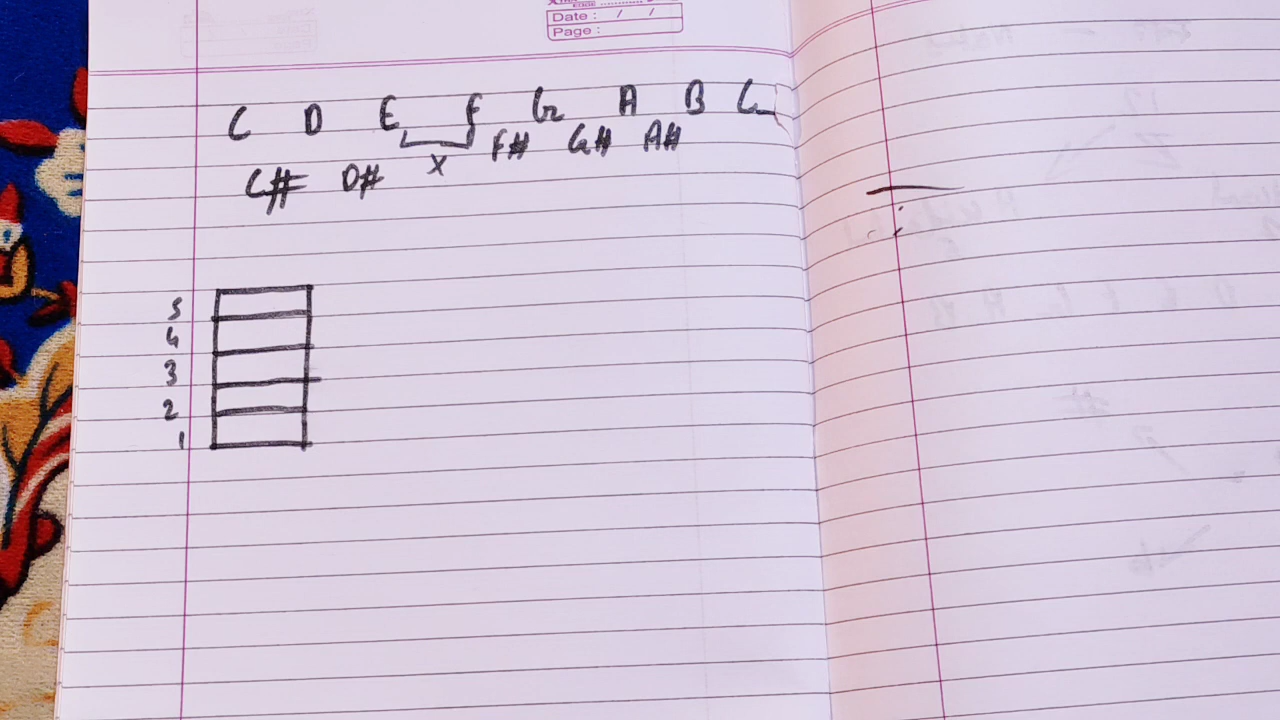 Date : / /
Page :
C D E F G A B C
X F# G# A#
C# D#
5
4
3
2
1